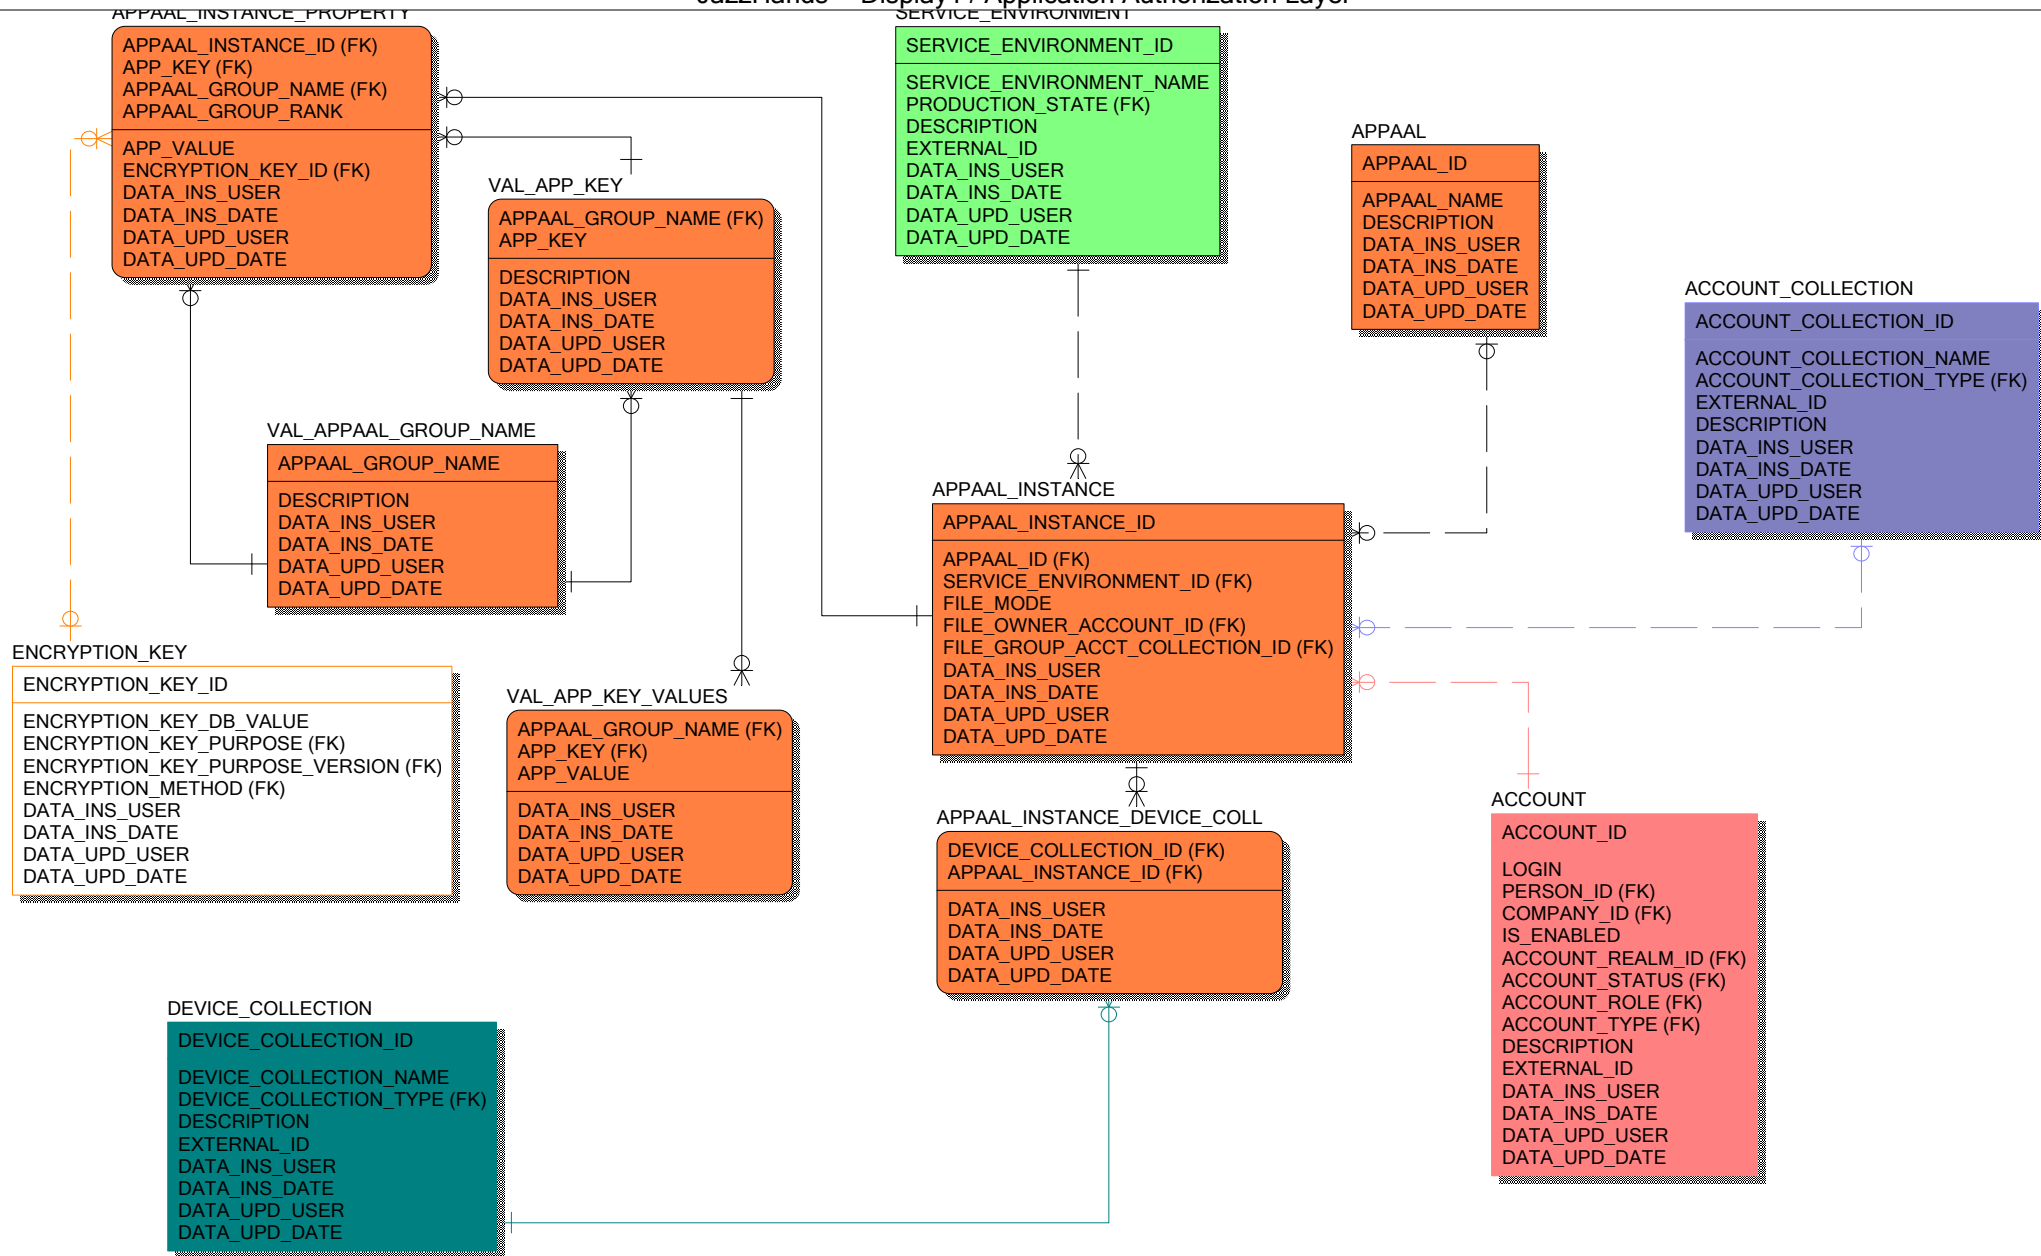 JazzHands -- Display1 / Application Authorization Layer
APPAAL_INSTANCE_PROPERTY
APPAAL_INSTANCE_ID (FK)
APP_KEY (FK)
APPAAL_GROUP_NAME (FK)
APPAAL_GROUP_RANK
APP_VALUE
ENCRYPTION_KEY_ID (FK)
DATA_INS_USER
DATA_INS_DATE
DATA_UPD_USER
DATA_UPD_DATE
SERVICE_ENVIRONMENT
SERVICE_ENVIRONMENT_ID
SERVICE_ENVIRONMENT_NAME
PRODUCTION_STATE (FK)
DESCRIPTION
EXTERNAL_ID
DATA_INS_USER
DATA_INS_DATE
DATA_UPD_USER
DATA_UPD_DATE
APPAAL
APPAAL_ID
APPAAL_NAME
DESCRIPTION
DATA_INS_USER
DATA_INS_DATE
DATA_UPD_USER
DATA_UPD_DATE
VAL_APP_KEY
APPAAL_GROUP_NAME (FK)
APP_KEY
DESCRIPTION
DATA_INS_USER
DATA_INS_DATE
DATA_UPD_USER
DATA_UPD_DATE
ACCOUNT_COLLECTION
ACCOUNT_COLLECTION_ID
ACCOUNT_COLLECTION_NAME
ACCOUNT_COLLECTION_TYPE (FK)
EXTERNAL_ID
DESCRIPTION
DATA_INS_USER
DATA_INS_DATE
DATA_UPD_USER
DATA_UPD_DATE
VAL_APPAAL_GROUP_NAME
APPAAL_GROUP_NAME
DESCRIPTION
DATA_INS_USER
DATA_INS_DATE
DATA_UPD_USER
DATA_UPD_DATE
APPAAL_INSTANCE
APPAAL_INSTANCE_ID
APPAAL_ID (FK)
SERVICE_ENVIRONMENT_ID (FK)
FILE_MODE
FILE_OWNER_ACCOUNT_ID (FK)
FILE_GROUP_ACCT_COLLECTION_ID (FK)
DATA_INS_USER
DATA_INS_DATE
DATA_UPD_USER
DATA_UPD_DATE
ENCRYPTION_KEY
ENCRYPTION_KEY_ID
ENCRYPTION_KEY_DB_VALUE
ENCRYPTION_KEY_PURPOSE (FK)
ENCRYPTION_KEY_PURPOSE_VERSION (FK)
ENCRYPTION_METHOD (FK)
DATA_INS_USER
DATA_INS_DATE
DATA_UPD_USER
DATA_UPD_DATE
VAL_APP_KEY_VALUES
APPAAL_GROUP_NAME (FK)
APP_KEY (FK)
APP_VALUE
DATA_INS_USER
DATA_INS_DATE
DATA_UPD_USER
DATA_UPD_DATE
APPAAL_INSTANCE_DEVICE_COLL
DEVICE_COLLECTION_ID (FK)
APPAAL_INSTANCE_ID (FK)
DATA_INS_USER
DATA_INS_DATE
DATA_UPD_USER
DATA_UPD_DATE
ACCOUNT
ACCOUNT_ID
LOGIN
PERSON_ID (FK)
COMPANY_ID (FK)
IS_ENABLED
ACCOUNT_REALM_ID (FK)
ACCOUNT_STATUS (FK)
ACCOUNT_ROLE (FK)
ACCOUNT_TYPE (FK)
DESCRIPTION
EXTERNAL_ID
DATA_INS_USER
DATA_INS_DATE
DATA_UPD_USER
DATA_UPD_DATE
DEVICE_COLLECTION
DEVICE_COLLECTION_ID
DEVICE_COLLECTION_NAME
DEVICE_COLLECTION_TYPE (FK)
DESCRIPTION
EXTERNAL_ID
DATA_INS_USER
DATA_INS_DATE
DATA_UPD_USER
DATA_UPD_DATE